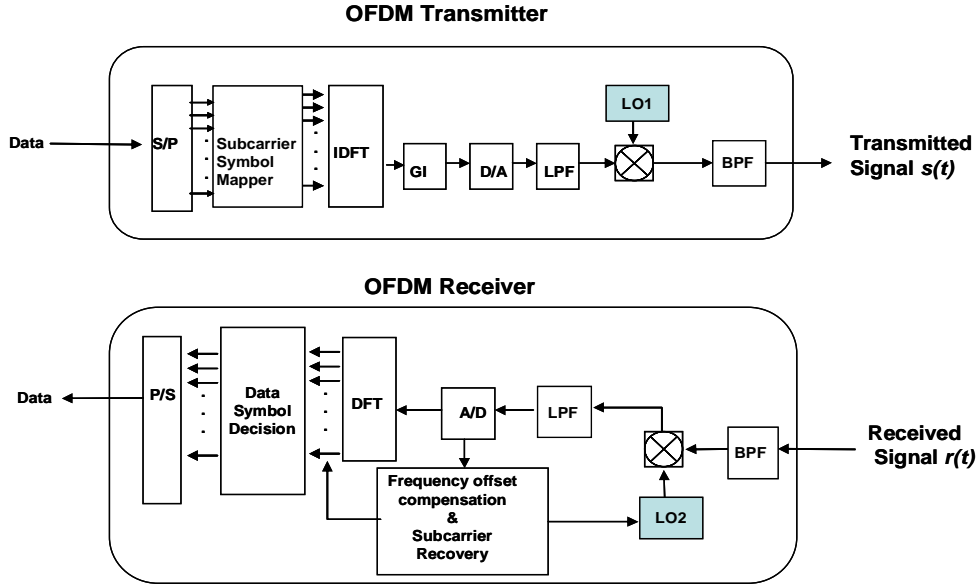 OFDM Transmitter
Data
S/P
Subcarrier
Symbol
Mapper
IDFT
GI
D/A
LPF
LO1
BPF
Transmitted
Signal s(t)
OFDM Receiver
Data
P/S
Data
Symbol
Decision
DFT
A/D
LPF
BPF
Received
Signal r(t)
Frequency offset
compensation
&
Subcarrier
Recovery
LO2